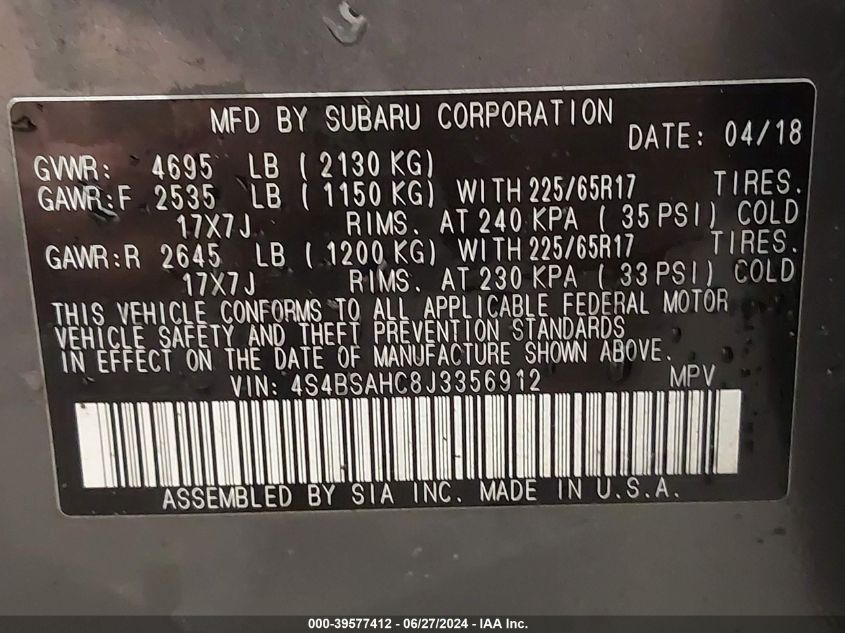 MFD BY SUBARU CORPORATION
DATE: 04/18
GVWR: 4695 LB ( 2130 KG)
GAWR:F 2535 LB ( 1150 KG) WITH 225/65R17 TIRES.
17X7J RIMS. AT 240 KPA ( 35 PSI) COLD
GAWR:R 2645 LB ( 1200 KG) WITH 225/65R17 TIRES.
17X7J RIMS. AT 230 KPA ( 33 PSI) COLD
THIS VEHICLE CONFORMS TO ALL APPLICABLE FEDERAL MOTOR
VEHICLE SAFETY AND THEFT PREVENTION STANDARDS
IN EFFECT ON THE DATE OF MANUFACTURE SHOWN ABOVE.
VIN: 4S4BSAHC8J3356912 MPV
ASSEMBLED BY SIA INC. MADE IN U.S.A.
000-39577412 - 06/27/2024 - IAA Inc.